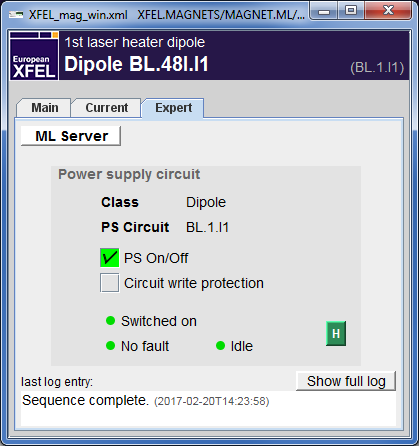 XFEL_mag_win.xml XFEL.MAGNETS/MAGNET.ML/...
European
XFEL
1st laser heater dipole
Dipole BL.48I.I1
(BL.1.I1)
Main Current Expert
ML Server
Power supply circuit
Class Dipole
PS Circuit BL.1.I1
PS On/Off
Circuit write protection
Switched on
No fault Idle
H
last log entry:
Show full log
Sequence complete. (2017-02-20T14:23:58)